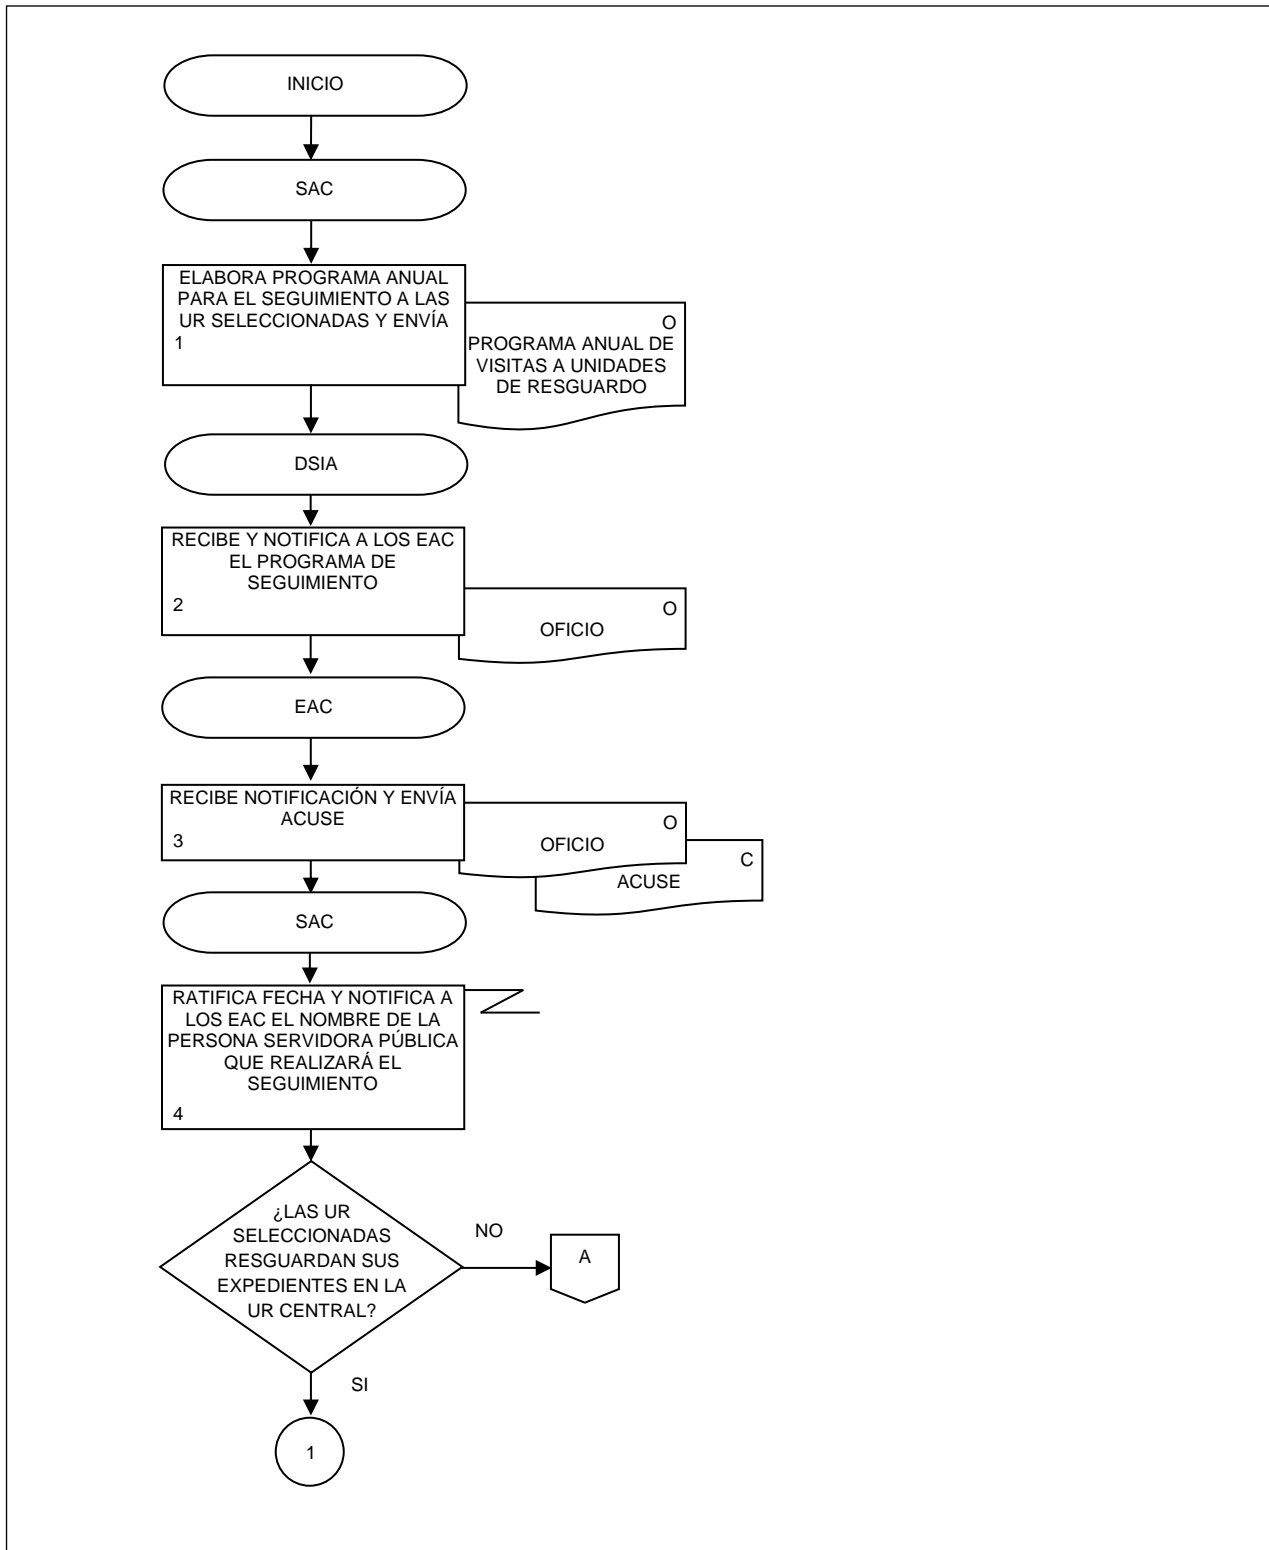 INICIO
SAC
ELABORA PROGRAMA ANUAL
PARA EL SEGUIMIENTO A LAS
UR SELECCIONADAS Y ENVÍA
1
O
PROGRAMA ANUAL DE
VISITAS A UNIDADES
DE RESGUARDO
DSIA
RECIBE Y NOTIFICA A LOS EAC
EL PROGRAMA DE
SEGUIMIENTO
2
O
OFICIO
EAC
RECIBE NOTIFICACIÓN Y ENVÍA
ACUSE
3
O
OFICIO
C
ACUSE
SAC
RATIFICA FECHA Y NOTIFICA A
LOS EAC EL NOMBRE DE LA
PERSONA SERVIDORA PÚBLICA
QUE REALIZARÁ EL
SEGUIMIENTO
4
¿LAS UR
SELECCIONADAS
RESGUARDAN SUS
EXPEDIENTES EN LA
UR CENTRAL?
NO
A
SI
1